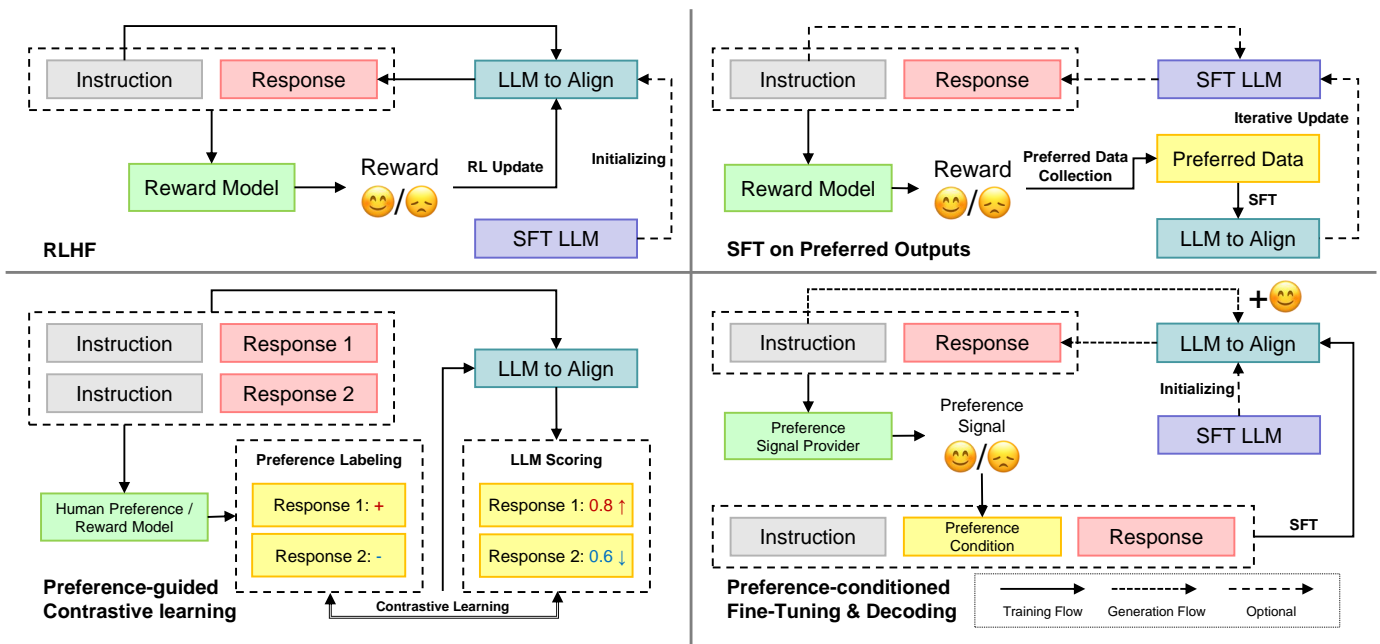 Instruction
Response
LLM to Align
Reward Model
Reward
RL Update
Initializing
SFT LLM
RLHF
Instruction
Response
SFT LLM
Iterative Update
Reward Model
Reward
Preferred Data
Collection
Preferred Data
SFT
LLM to Align
SFT on Preferred Outputs
Instruction
Response 1
Instruction
Response 2
LLM to Align
Human Preference /
Reward Model
Preference Labeling
Response 1: +
Response 2: -
LLM Scoring
Response 1: 0.8 ↑
Response 2: 0.6 ↓
Contrastive Learning
Preference-guided
Contrastive learning
+
Instruction
Response
LLM to Align
Initializing
SFT LLM
Preference
Signal Provider
Preference
Signal
Instruction
Preference
Condition
Response
SFT
Preference-conditioned
Fine-Tuning & Decoding
Training Flow
Generation Flow
Optional